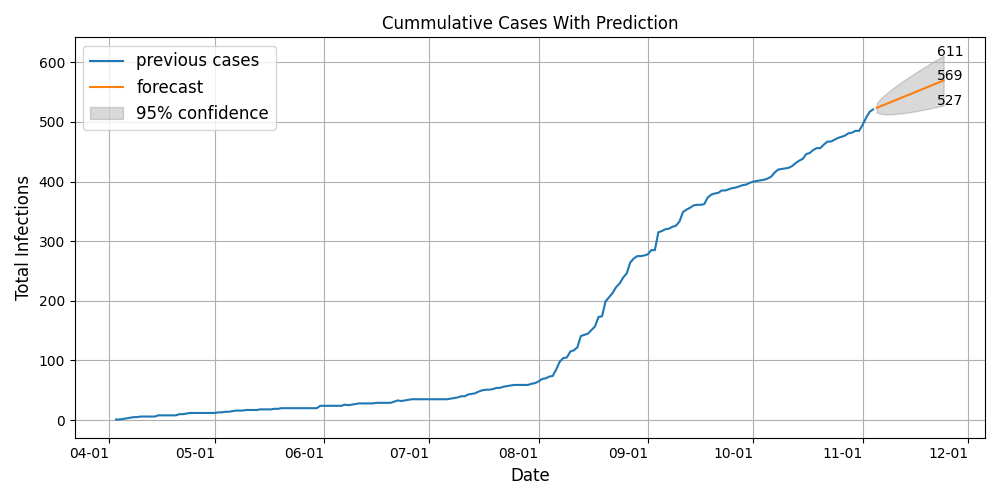 Cummulative Cases With Prediction
previous cases
forecast
95% confidence
611
569
527
600
500
400
300
200
100
0
Total Infections
04-01 05-01 06-01 07-01 08-01 09-01 10-01 11-01 12-01
Date